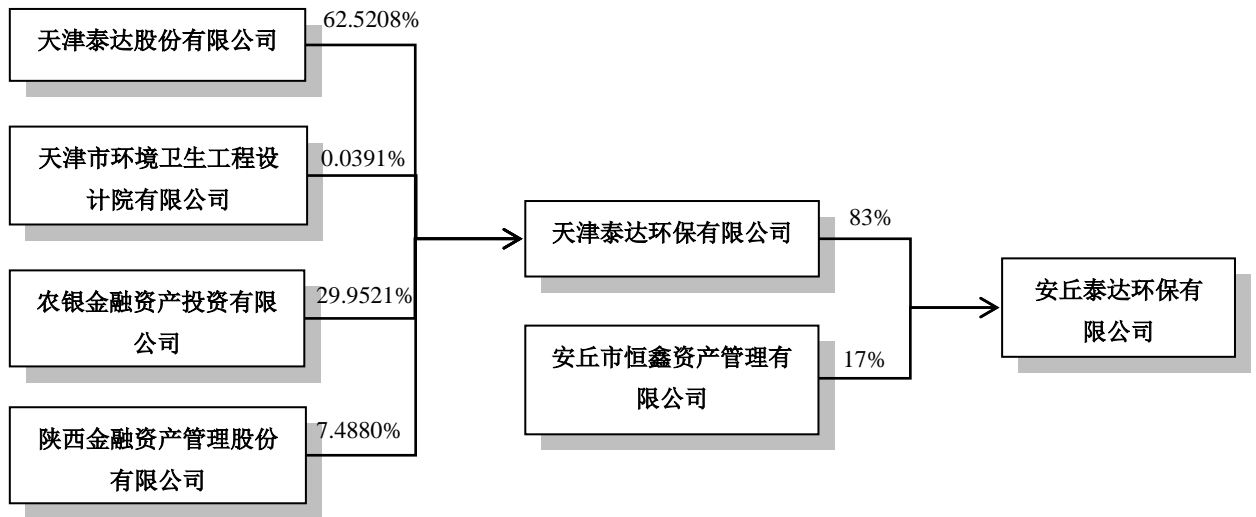 天津泰达股份有限公司
62.5208%
天津市环境卫生工程设
计院有限公司
0.0391%
农银金融资产投资有限
公司
29.9521%
陕西金融资产管理股份
有限公司
7.4880%
天津泰达环保有限公司
83%
安丘市恒鑫资产管理有
限公司
17%
安丘泰达环保有
限公司